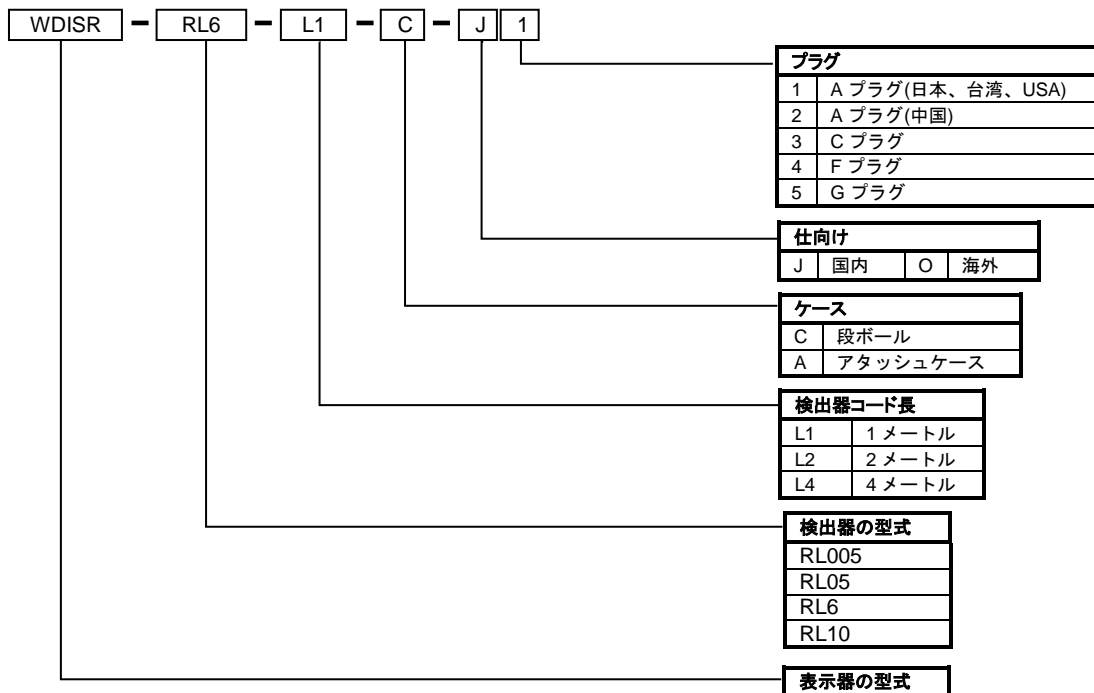 WDISR - RL6 - L1 - C - J 1
プラグ
1 A プラグ(日本、台湾、USA)
2 A プラグ(中国)
3 C プラグ
4 F プラグ
5 G プラグ
仕向け
J 国内 O 海外
ケース
C 段ボール
A アタッシュケース
検出器コード長
L1 1 メートル
L2 2 メートル
L4 4 メートル
検出器の型式
RL005
RL05
RL6
RL10
表示器の型式